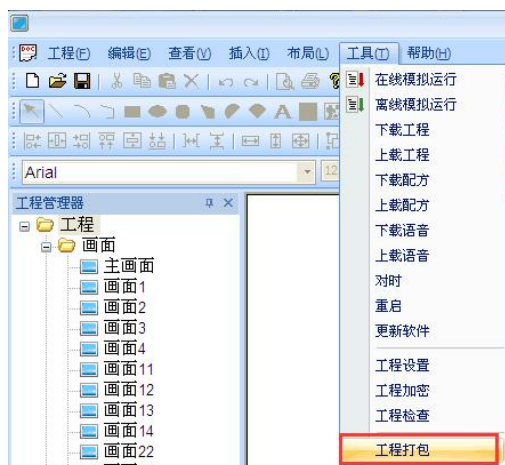 工程(F) 编辑(E) 查看(V) 插入(I) 布局(L) 工具(T) 帮助(H)
A
Arial
12
工程管理器
工程
画面
主画面
画面1
画面2
画面3
画面4
画面11
画面12
画面13
画面14
画面22
在线模拟运行
离线模拟运行
下载工程
上载工程
下载配方
上载配方
下载语音
上载语音
对时
重启
更新软件
工程设置
工程加密
工程检查
工程打包